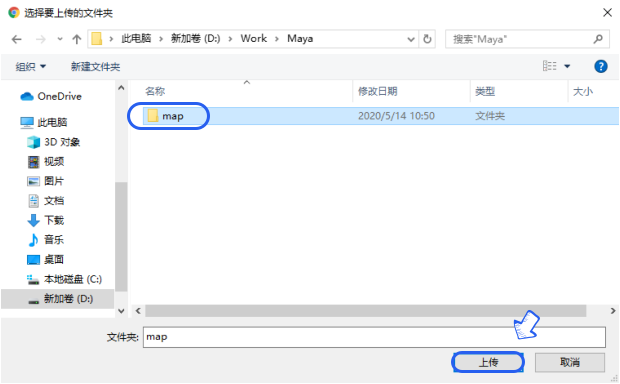 选择要上传的文件夹
此电脑 › 新加卷 (D:) › Work › Maya
搜索"Maya"
组织 新建文件夹
名称 修改日期 类型 大小
OneDrive
map 2020/5/14 10:50 文件夹
此电脑
3D 对象
视频
图片
文档
下载
音乐
桌面
本地磁盘 (C:)
新加卷 (D:)
文件夹: map
上传 取消